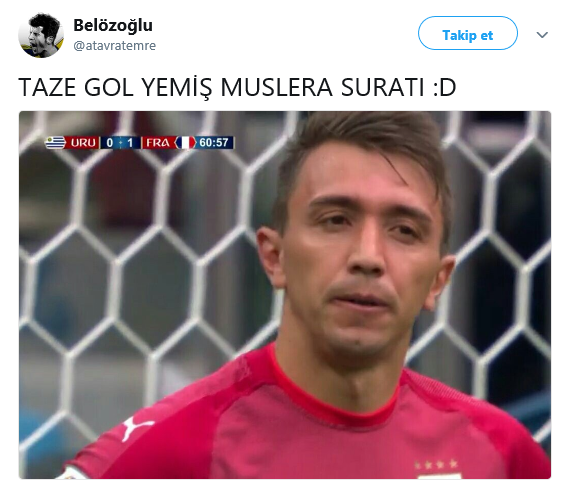 Belözoğlu
@atavratemre
Takip et
TAZE GOL YEMİŞ MUSLERA SURATI :D
URU 0 - 1 FRA 60:57